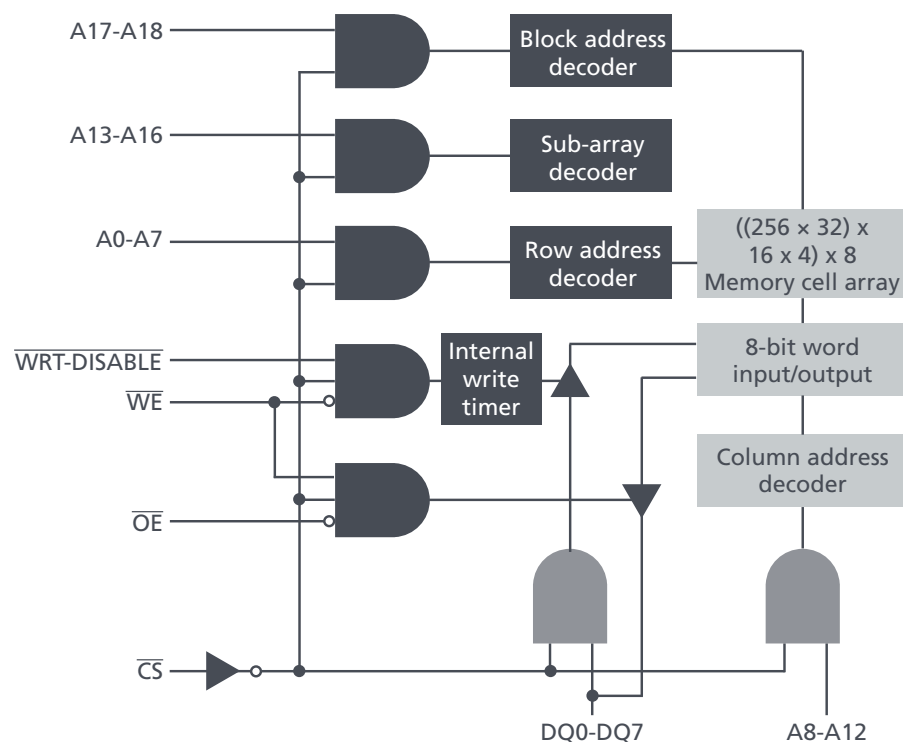 A17-A18
Block address
decoder
A13-A16
Sub-array
decoder
A0-A7
Row address
decoder
((256 × 32) x
16 x 4) x 8
Memory cell array
WRT-DISABLE
WE
Internal
write
timer
8-bit word
input/output
Column address
decoder
OE
CS
DQ0-DQ7
A8-A12